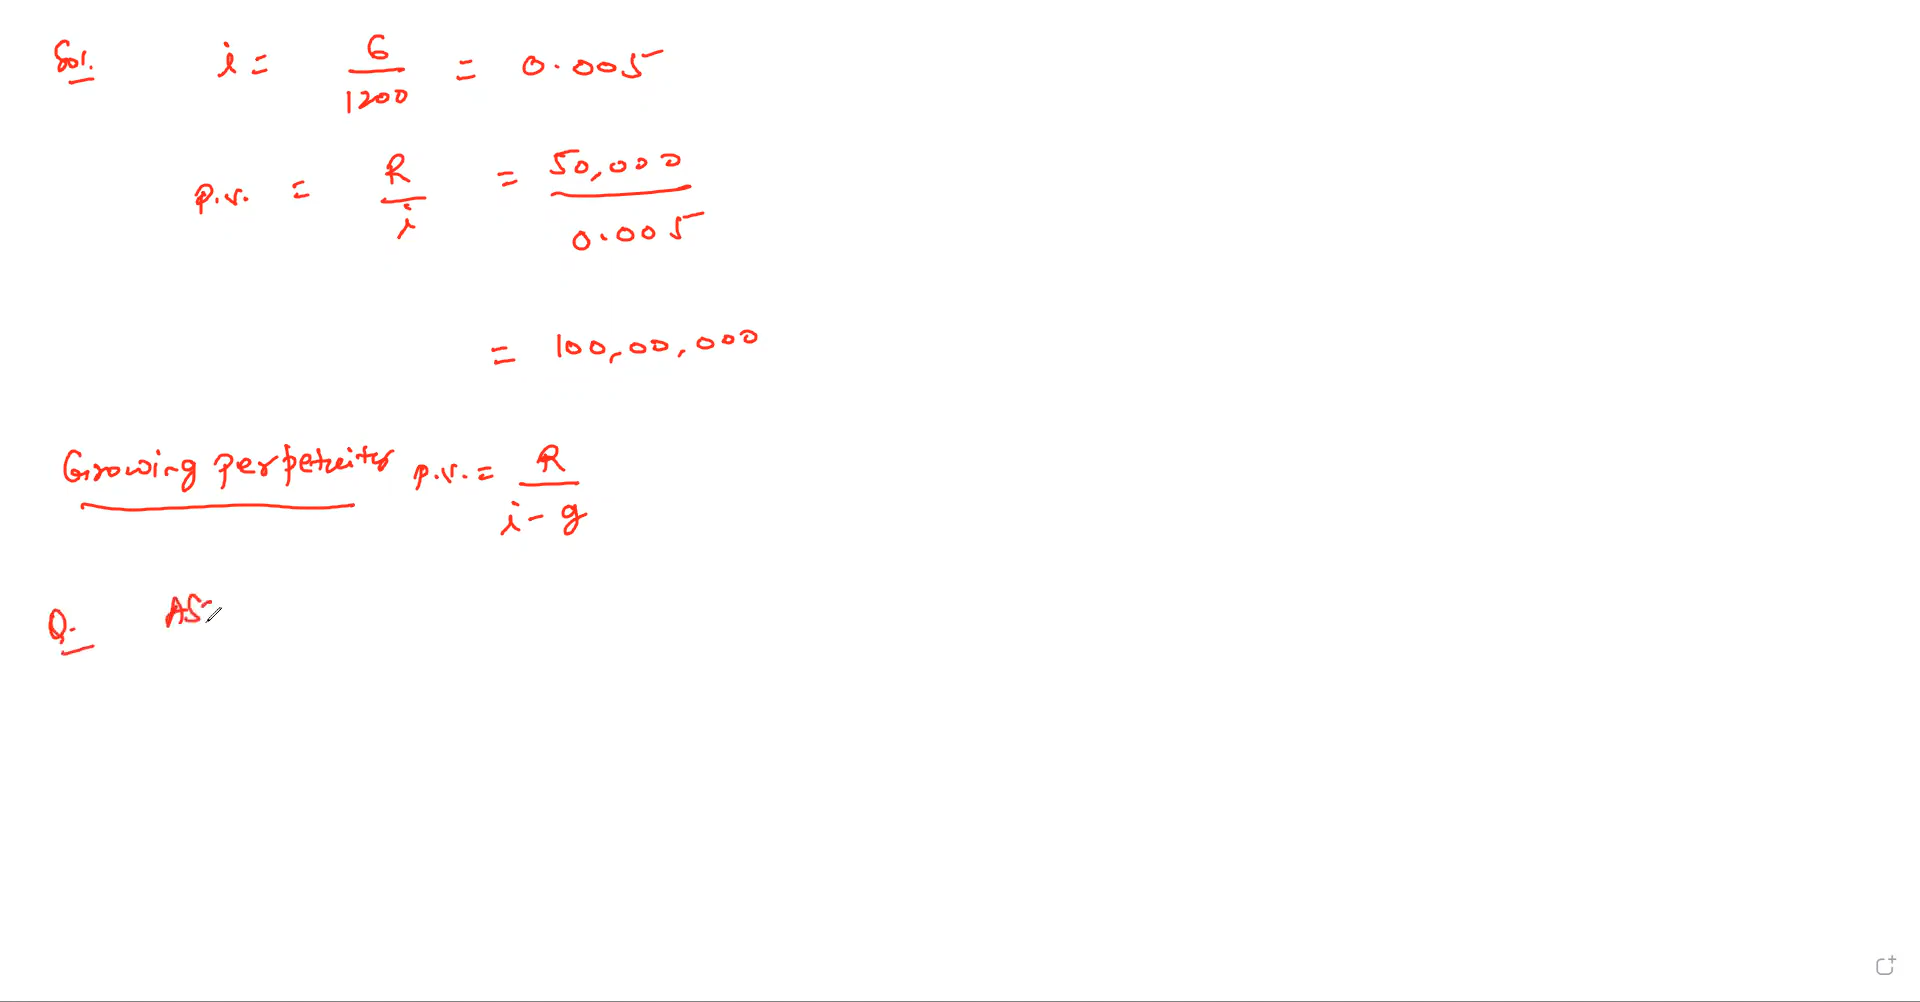 Sol. i = 6/1200 = 0.005
p.v. = R/i = 50,000/0.005
= 100,00,000
Growing perpetuity p.v. = R/i-g
Q. AS